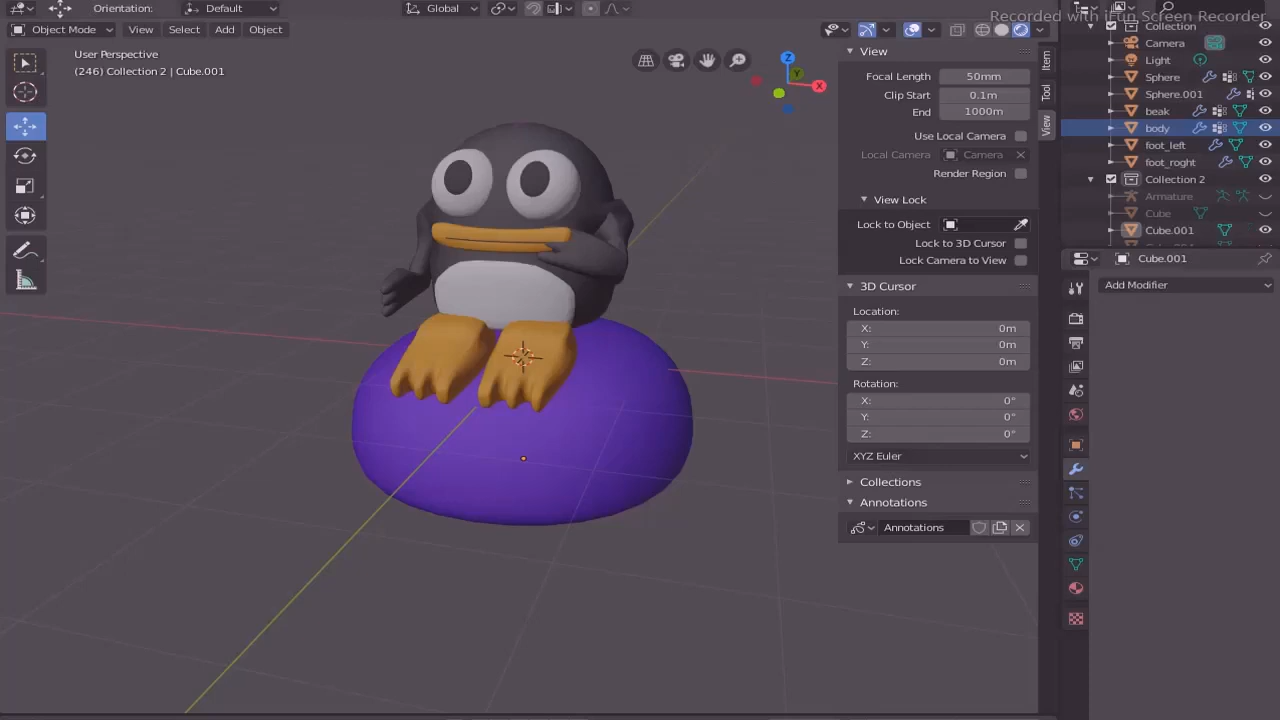 Orientation: Default Global
Recorded with iFun Screen Recorder
Object Mode View Select Add Object
User Perspective
(246) Collection 2 | Cube.001
Z
Y
X
View
Focal Length 50mm
Clip Start 0.1m
End 1000m
Use Local Camera
Local Camera Camera
Render Region
View Lock
Lock to Object
Lock to 3D Cursor
Lock Camera to View
3D Cursor
Location:
X: 0m
Y: 0m
Z: 0m
Rotation:
X: 0°
Y: 0°
Z: 0°
XYZ Euler
Collections
Annotations
Annotations
Item
Tool
View
Collection
Camera
Light
Sphere
Sphere.001
beak
body
foot_left
foot_roght
Collection 2
Armature
Cube
Cube.001
Cube.001
Add Modifier